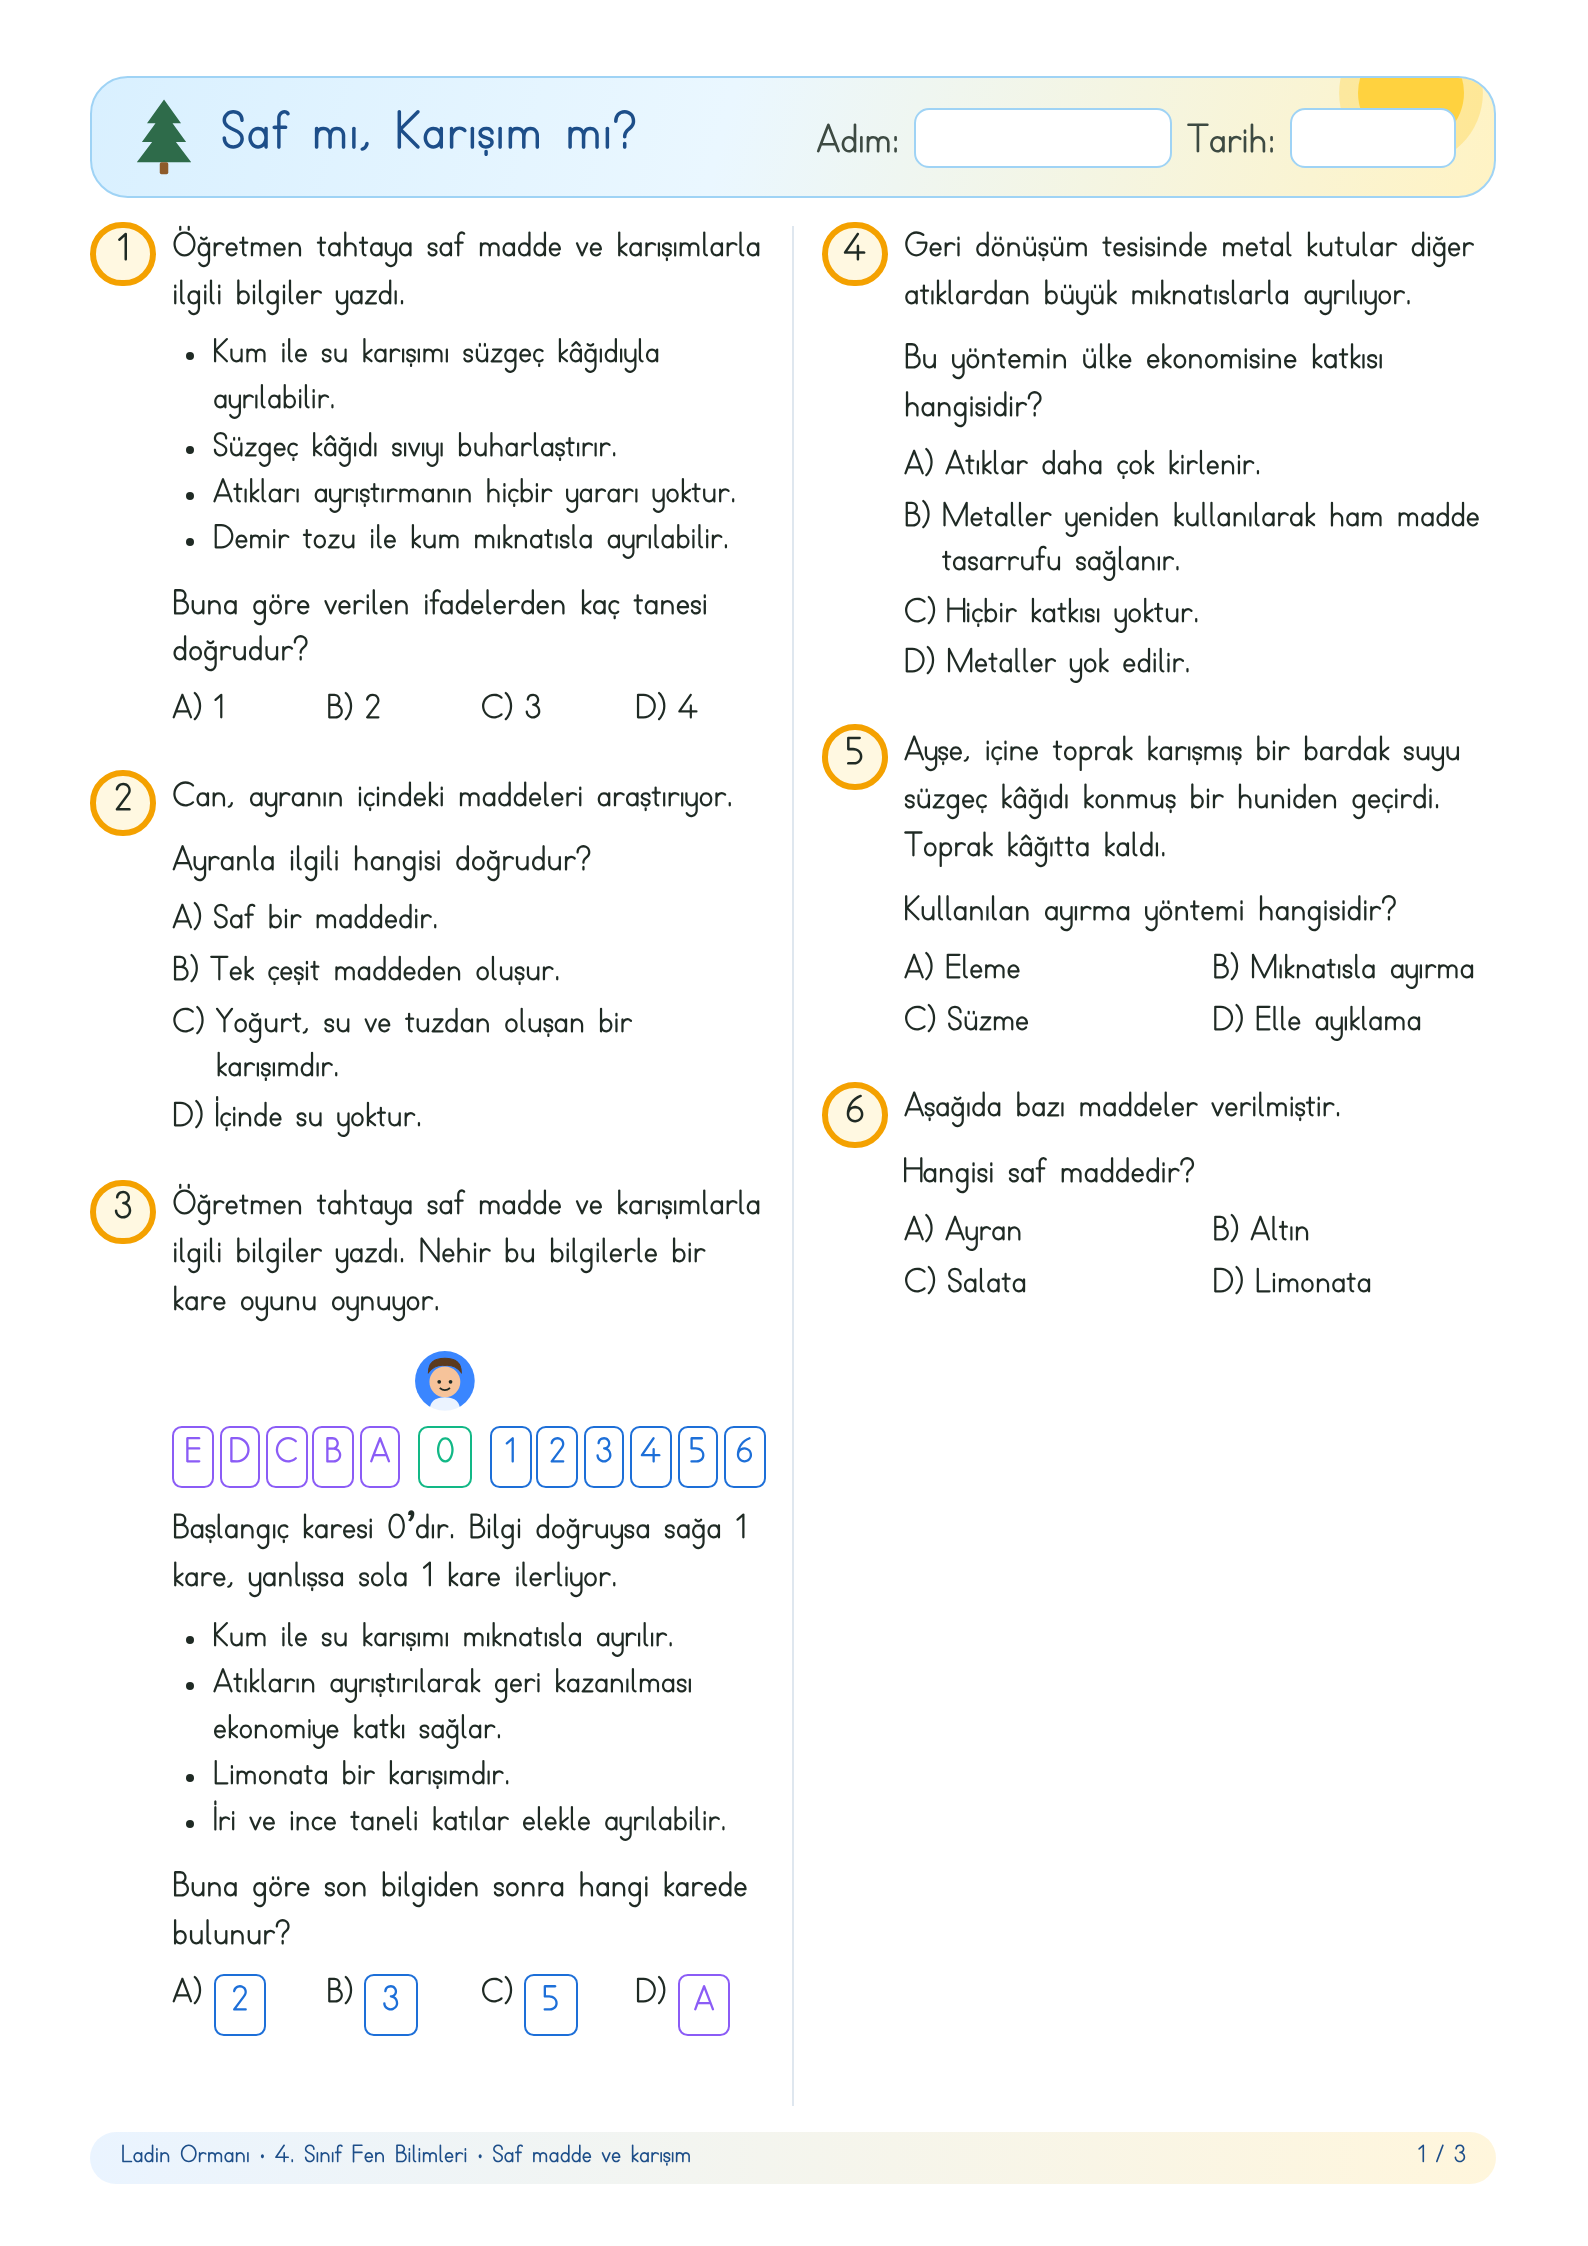 Saf mı, Karışım mı?
Adım:
Tarih:
1
Öğretmen tahtaya saf madde ve karışımlarla
ilgili bilgiler yazdı.
• Kum ile su karışımı süzgeç kâğıdıyla
ayrılabilir.
• Süzgeç kâğıdı sıvıyı buharlaştırır.
• Atıkları ayrıştırmanın hiçbir yararı yoktur.
• Demir tozu ile kum mıknatısla ayrılabilir.
Buna göre verilen ifadelerden kaç tanesi
doğrudur?
A) 1 B) 2 C) 3 D) 4
2
Can, ayranın içindeki maddeleri araştırıyor.
Ayranla ilgili hangisi doğrudur?
A) Saf bir maddedir.
B) Tek çeşit maddeden oluşur.
C) Yoğurt, su ve tuzdan oluşan bir
karışımdır.
D) İçinde su yoktur.
3
Öğretmen tahtaya saf madde ve karışımlarla
ilgili bilgiler yazdı. Nehir bu bilgilerle bir
kare oyunu oynuyor.
E D C B A 0 1 2 3 4 5 6
Başlangıç karesi 0’dır. Bilgi doğruysa sağa 1
kare, yanlışsa sola 1 kare ilerliyor.
• Kum ile su karışımı mıknatısla ayrılır.
• Atıkların ayrıştırılarak geri kazanılması
ekonomiye katkı sağlar.
• Limonata bir karışımdır.
• İri ve ince taneli katılar elekle ayrılabilir.
Buna göre son bilgiden sonra hangi karede
bulunur?
A) 2 B) 3 C) 5 D) A
4
Geri dönüşüm tesisinde metal kutular diğer
atıklardan büyük mıknatıslarla ayrılıyor.
Bu yöntemin ülke ekonomisine katkısı
hangisidir?
A) Atıklar daha çok kirlenir.
B) Metaller yeniden kullanılarak ham madde
tasarrufu sağlanır.
C) Hiçbir katkısı yoktur.
D) Metaller yok edilir.
5
Ayşe, içine toprak karışmış bir bardak suyu
süzgeç kâğıdı konmuş bir huniden geçirdi.
Toprak kâğıtta kaldı.
Kullanılan ayırma yöntemi hangisidir?
A) Eleme B) Mıknatısla ayırma
C) Süzme D) Elle ayıklama
6
Aşağıda bazı maddeler verilmiştir.
Hangisi saf maddedir?
A) Ayran B) Altın
C) Salata D) Limonata
Ladin Ormanı • 4. Sınıf Fen Bilimleri • Saf madde ve karışım
1 / 3